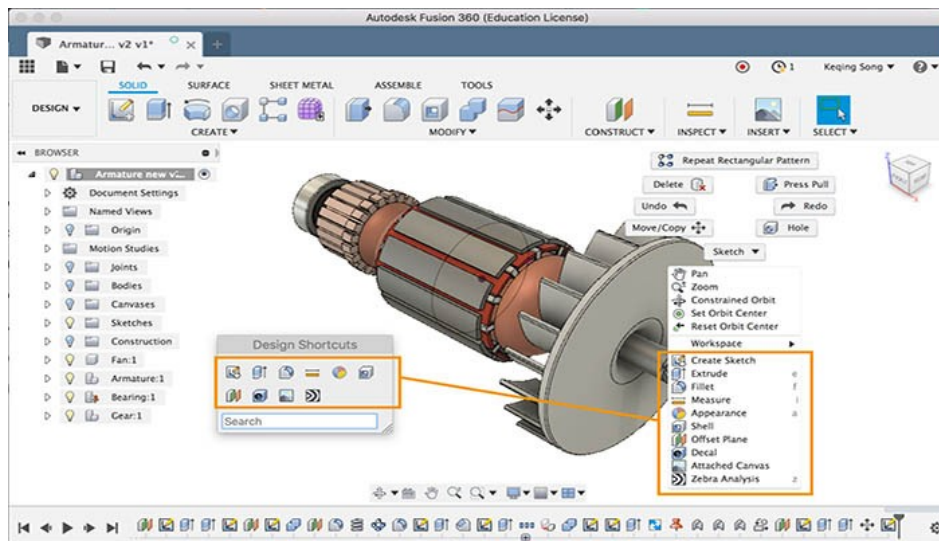 Autodesk Fusion 360 (Education License)
Armatur... v2 v1*
1
Keqing Song
SOLID SURFACE SHEET METAL ASSEMBLE TOOLS
DESIGN
CREATE MODIFY CONSTRUCT INSPECT INSERT SELECT
BROWSER
Armature new v2...
Document Settings
Named Views
Origin
Motion Studies
Joints
Bodies
Canvases
Sketches
Construction
Fan:1
Armature:1
Bearing:1
Gear:1
Design Shortcuts
Search
Repeat Rectangular Pattern
Delete Press Pull
Undo Redo
Move/Copy Hole
Sketch
Pan
Zoom
Constrained Orbit
Set Orbit Center
Reset Orbit Center
Workspace
Create Sketch
Extrude e
Fillet f
Measure i
Appearance a
Shell
Offset Plane
Decal
Attached Canvas
Zebra Analysis z